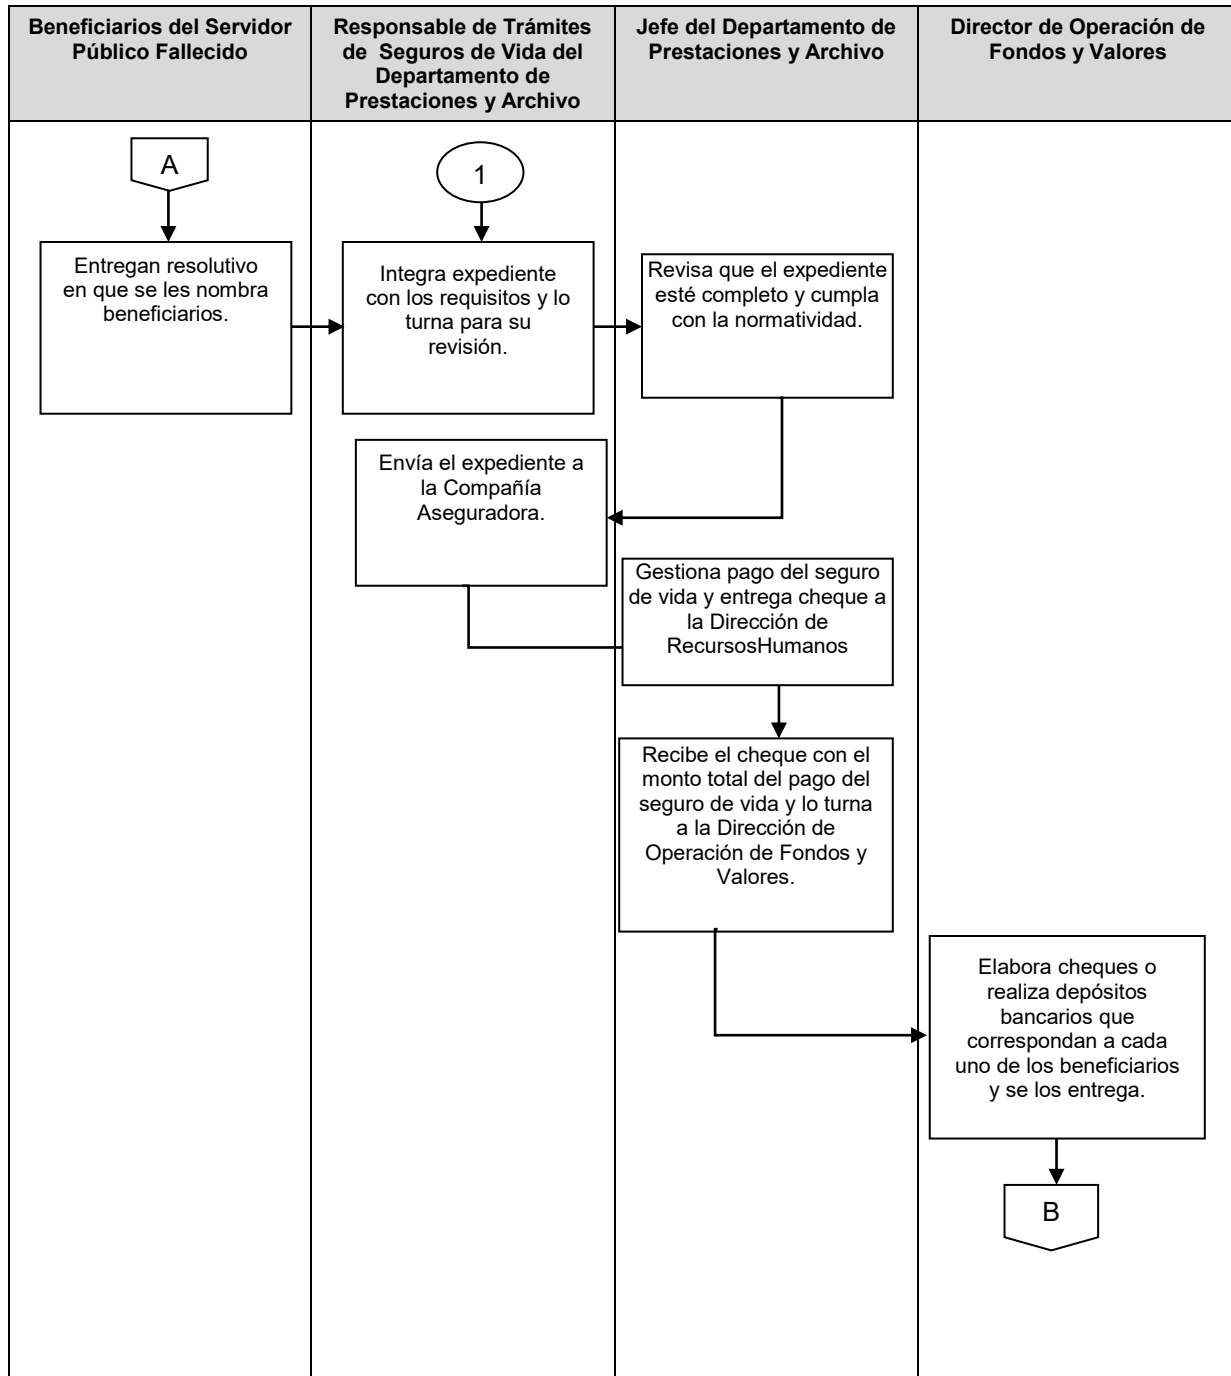 Beneficiarios del Servidor
Público Fallecido
Responsable de Trámites
de Seguros de Vida del
Departamento de
Prestaciones y Archivo
Jefe del Departamento de
Prestaciones y Archivo
Director de Operación de
Fondos y Valores
A
1
Entregan resolutivo
en que se les nombra
beneficiarios.
Integra expediente
con los requisitos y lo
turna para su
revisión.
Revisa que el expediente
esté completo y cumpla
con la normatividad.
Envía el expediente a
la Compañía
Aseguradora.
Gestiona pago del seguro
de vida y entrega cheque a
la Dirección de
RecursosHumanos
Recibe el cheque con el
monto total del pago del
seguro de vida y lo turna
a la Dirección de
Operación de Fondos y
Valores.
Elabora cheques o
realiza depósitos
bancarios que
correspondan a cada
uno de los beneficiarios
y se los entrega.
B